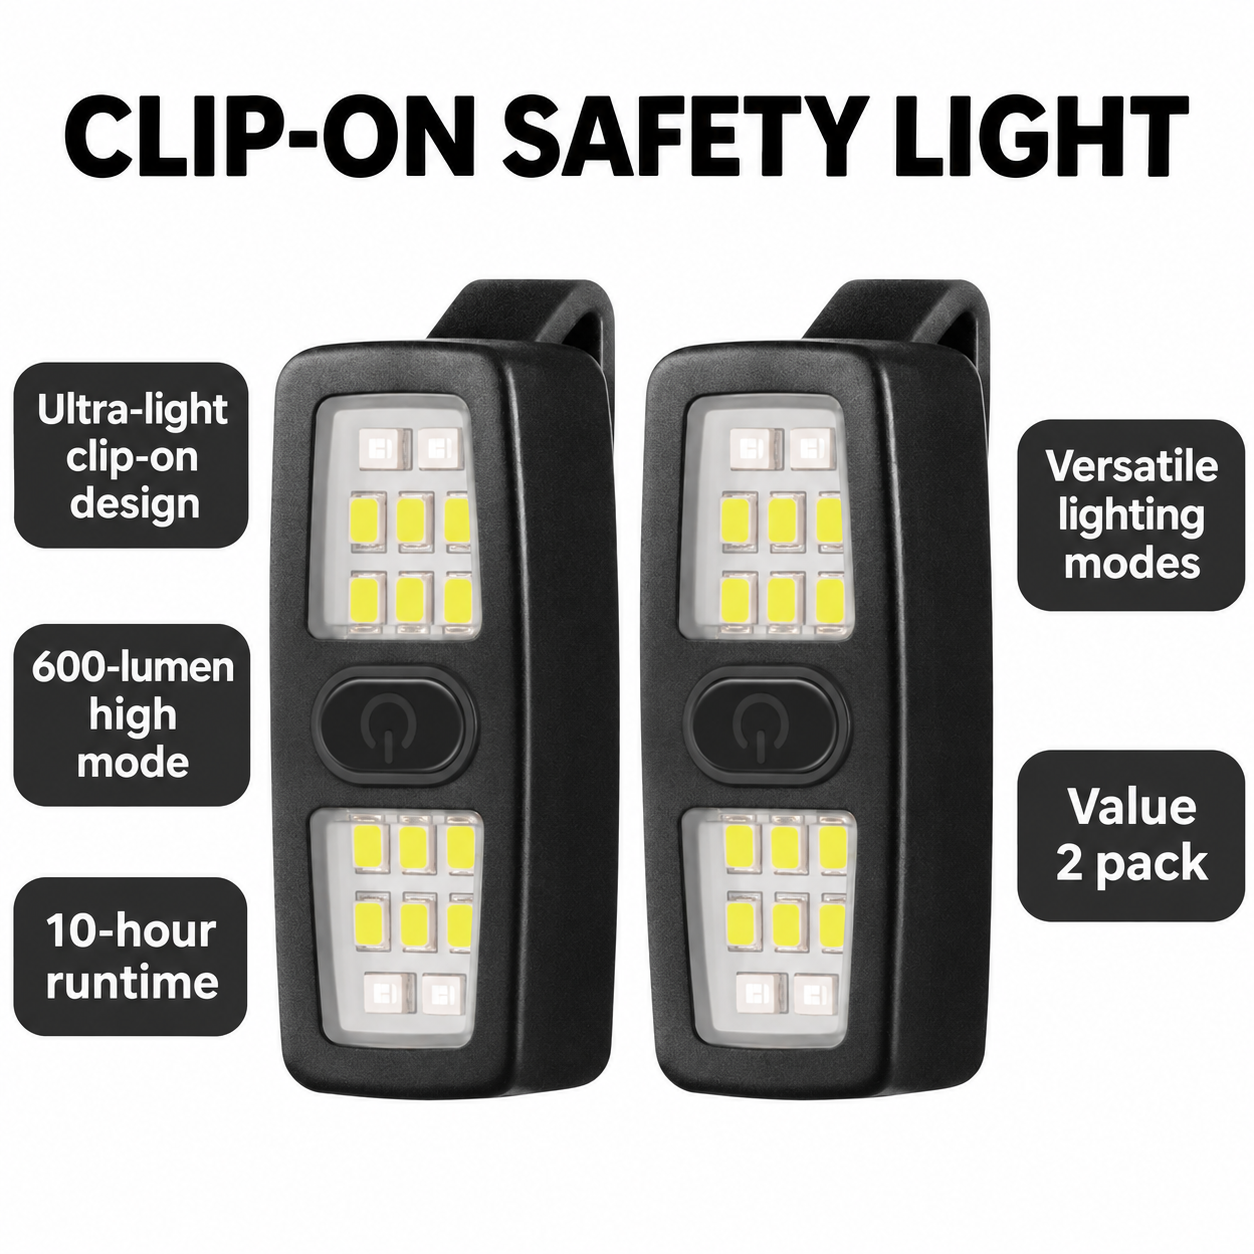 CLIP-ON SAFETY LIGHT
Ultra-light
clip-on
design
600-lumen
high
mode
10-hour
runtime
Versatile
lighting
modes
Value
2 pack